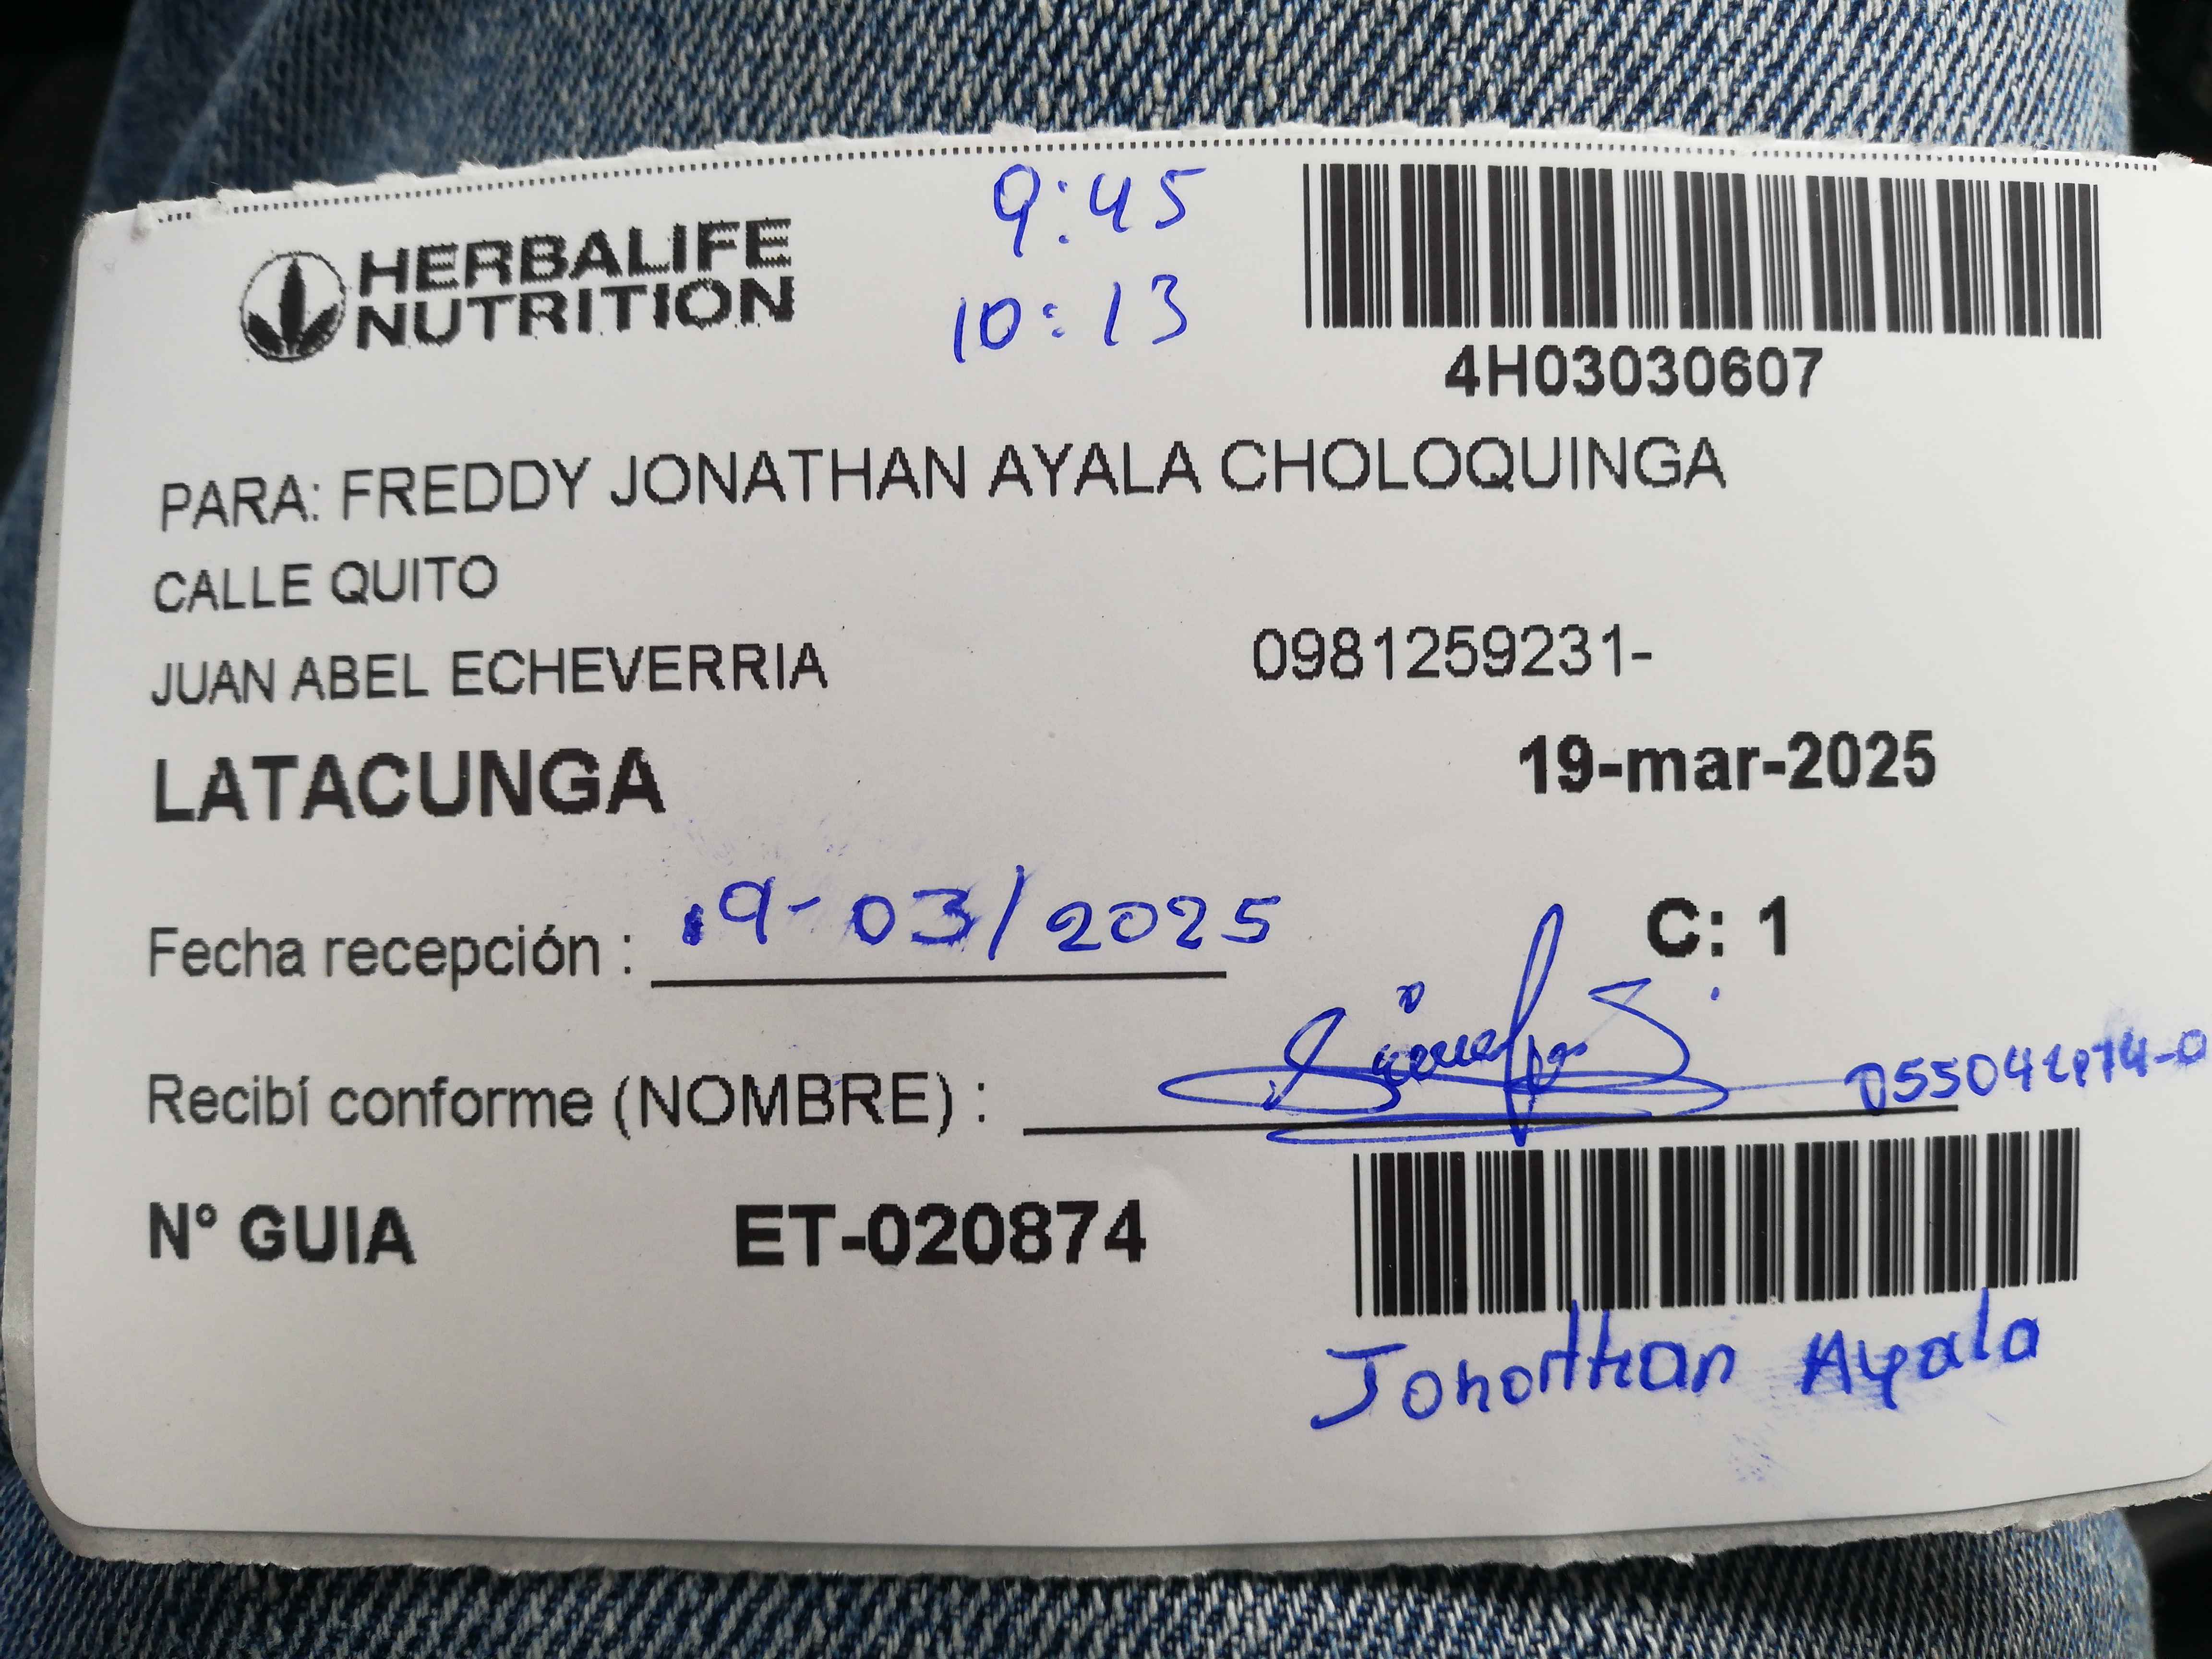 HERBALIFE
NUTRITION
9:45
10:13
4H03030607
PARA: FREDDY JONATHAN AYALA CHOLOQUINGA
CALLE QUITO
JUAN ABEL ECHEVERRIA 0981259231-
LATACUNGA 19-mar-2025
Fecha recepción : 19-03/2025
C: 1
Recibí conforme (NOMBRE) :
N° GUIA ET-020874
Jonathan Ayala